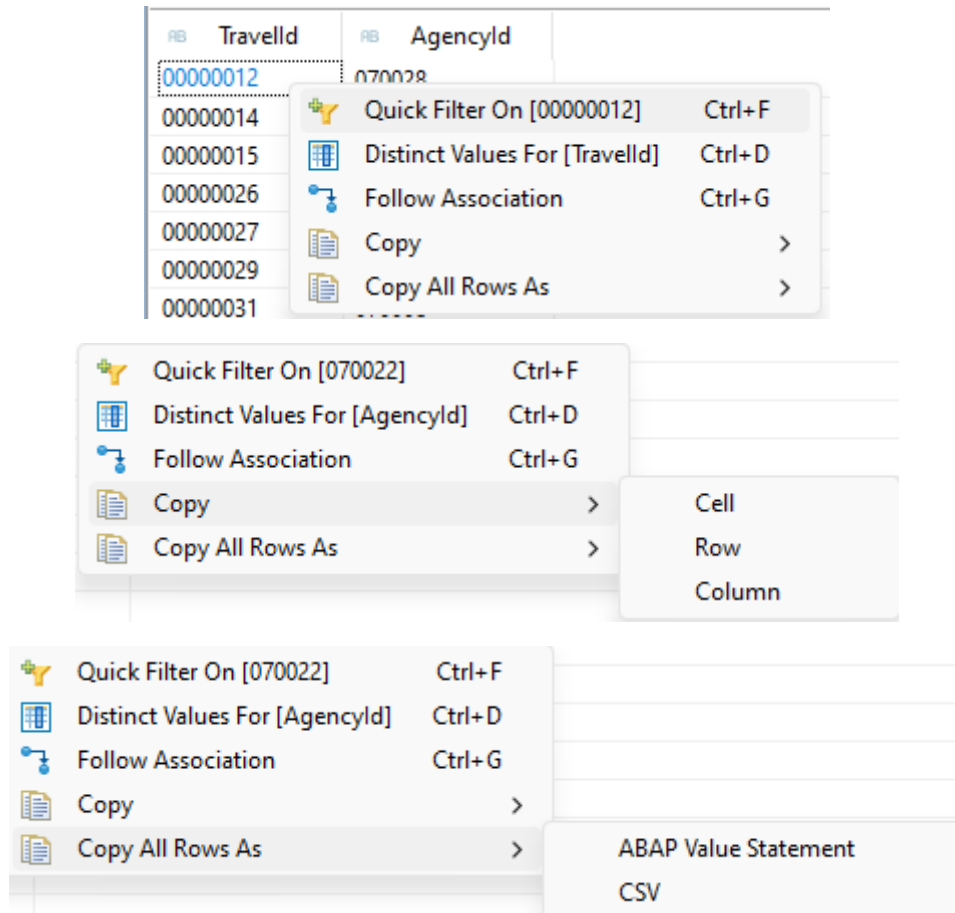 AB TravelId AB AgencyId
00000012 070028
Quick Filter On [00000012] Ctrl+F
00000014
Distinct Values For [TravelId] Ctrl+D
00000015
00000026 Follow Association Ctrl+G
00000027
Copy
00000029
Copy All Rows As
00000031
Quick Filter On [070022] Ctrl+F
Distinct Values For [AgencyId] Ctrl+D
Follow Association Ctrl+G
Copy Cell
Copy All Rows As Row
Column
Quick Filter On [070022] Ctrl+F
Distinct Values For [AgencyId] Ctrl+D
Follow Association Ctrl+G
Copy
Copy All Rows As ABAP Value Statement
CSV